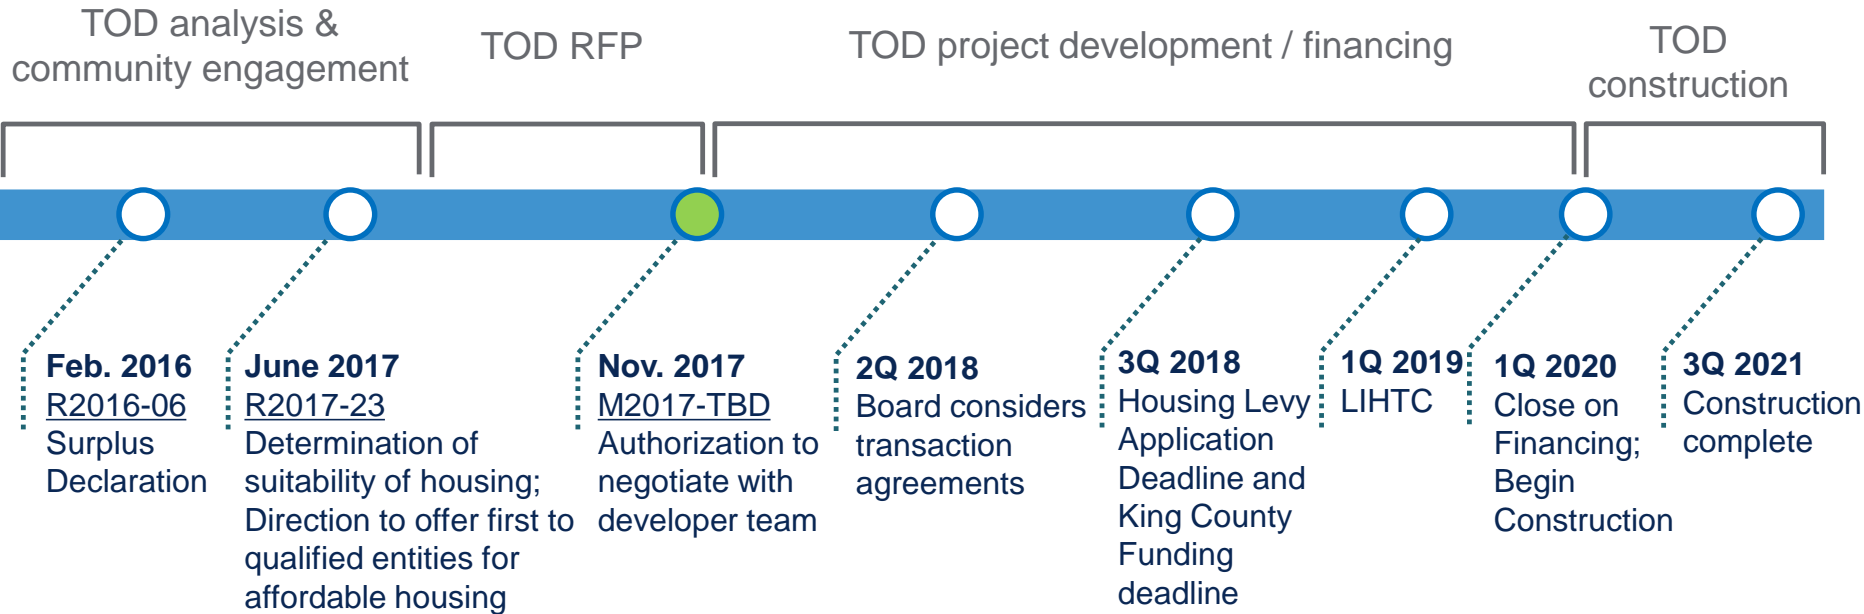 TOD analysis &
community engagement
TOD RFP
TOD project development / financing
TOD
construction
Feb. 2016
R2016-06
Surplus
Declaration
June 2017
R2017-23
Determination of
suitability of housing;
Direction to offer first to
qualified entities for
affordable housing
Nov. 2017
M2017-TBD
Authorization to
negotiate with
developer team
2Q 2018
Board considers
transaction
agreements
3Q 2018
Housing Levy
Application
Deadline and
King County
Funding
deadline
1Q 2019
LIHTC
1Q 2020
Close on
Financing;
Begin
Construction
3Q 2021
Construction
complete